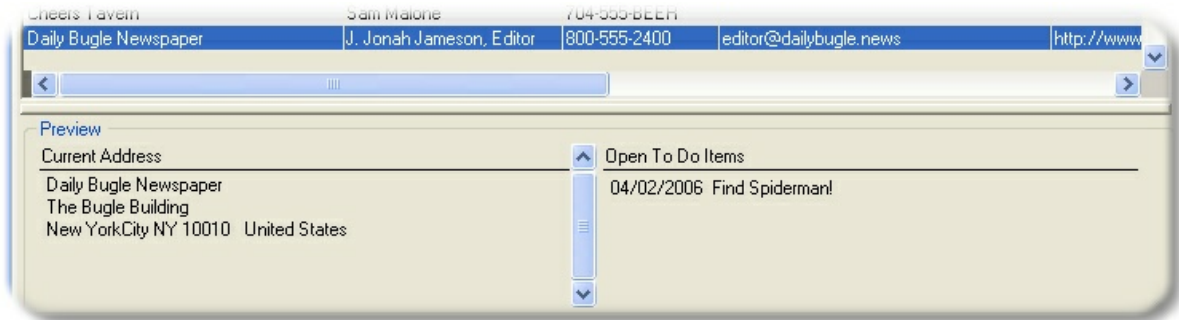 Cheers Tavern Sam Malone 704-555-BEER
Daily Bugle Newspaper J. Jonah Jameson, Editor 800-555-2400 editor@dailybugle.news http://www
Preview
Current Address
Daily Bugle Newspaper
The Bugle Building
New YorkCity NY 10010 United States
Open To Do Items
04/02/2006 Find Spiderman!